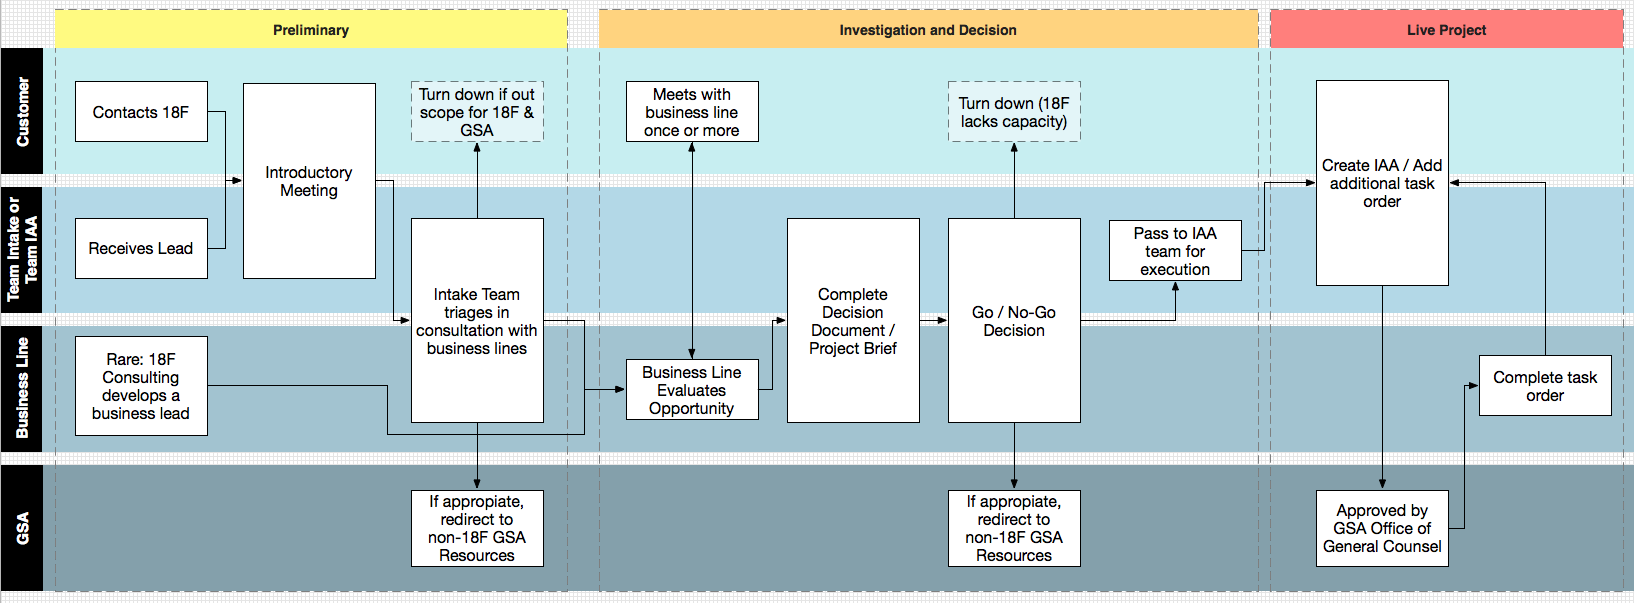 Preliminary
Investigation and Decision
Live Project
Customer
Contacts 18F
Introductory
Meeting
Turn down if out
scope for 18F &
GSA
Meets with
business line
once or more
Turn down (18F
lacks capacity)
Create IAA / Add
additional task
order
Team Intake or
Team IAA
Receives Lead
Intake Team
triages in
consultation with
business lines
Complete
Decision
Document /
Project Brief
Go / No-Go
Decision
Pass to IAA
team for
execution
Business Line
Rare: 18F
Consulting
develops a
business lead
Business Line
Evaluates
Opportunity
Complete task
order
GSA
If appropiate,
redirect to
non-18F GSA
Resources
If appropiate,
redirect to
non-18F GSA
Resources
Approved by
GSA Office of
General Counsel